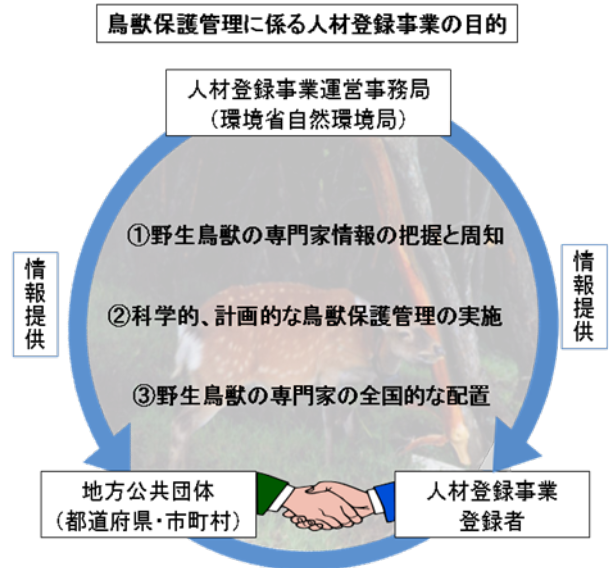 鳥獣保護管理に係る人材登録事業の目的
人材登録事業運営事務局
（環境省自然環境局）
①野生鳥獣の専門家情報の把握と周知
情報提供
情報提供
②科学的、計画的な鳥獣保護管理の実施
③野生鳥獣の専門家の全国的な配置
地方公共団体
（都道府県・市町村）
人材登録事業
登録者